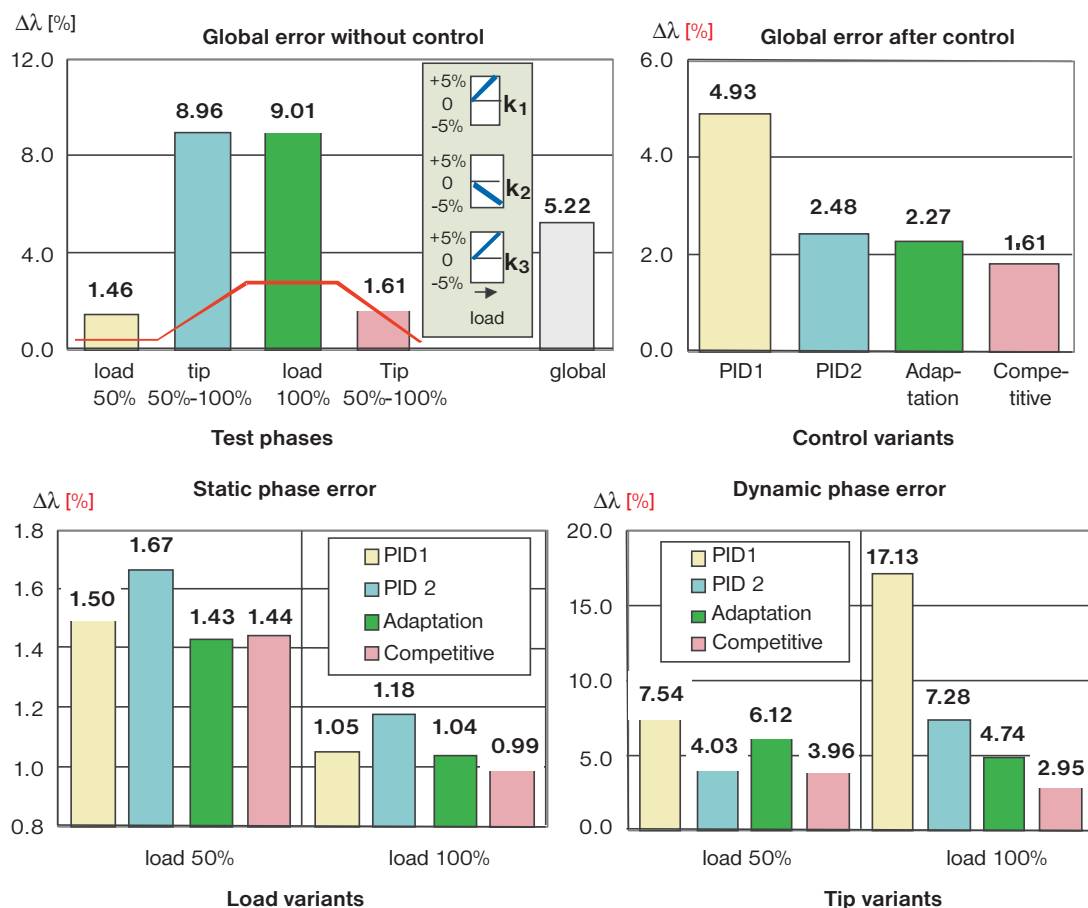 Δλ [%]
Global error without control
12.0
8.0
4.0
0.0
1.46
8.96
9.01
1.61
5.22
+5%
0
-5%
k1
+5%
0
-5%
k2
+5%
0
-5%
k3
load
load 50%
tip 50%-100%
load 100%
Tip 50%-100%
global
Test phases
Δλ [%]
Global error after control
6.0
4.0
2.0
0.0
4.93
2.48
2.27
1.61
PID1
PID2
Adap-
tation
Compe-
titive
Control variants
Δλ [%]
Static phase error
1.8
1.6
1.4
1.2
1.0
0.8
1.50
1.67
1.43
1.44
1.05
1.18
1.04
0.99
PID1
PID 2
Adaptation
Competitive
load 50%
load 100%
Load variants
Δλ [%]
Dynamic phase error
20.0
15.0
10.0
5.0
0.0
7.54
4.03
6.12
3.96
17.13
7.28
4.74
2.95
PID1
PID 2
Adaptation
Competitive
load 50%
load 100%
Tip variants